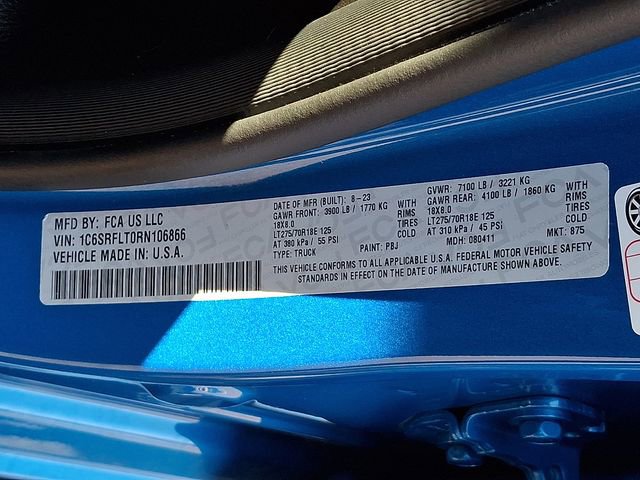 MFD BY: FCA US LLC
VIN: 1C6SRFLT0RN106866
VEHICLE MADE IN: U.S.A.
DATE OF MFR (BUILT): 8-23
GAWR FRONT: 3900 LB / 1770 KG WITH
18X8.0 RIMS
LT275/70R18E 125 TIRES
AT 380 kPa / 55 PSI COLD
TYPE: TRUCK PAINT: PBJ
GVWR: 7100 LB / 3221 KG
GAWR REAR: 4100 LB / 1860 KG WITH
18X8.0 RIMS
LT275/70R18E 125 TIRES
AT 310 kPa / 45 PSI COLD
MDH: 080411 MKT: 875
THIS VEHICLE CONFORMS TO ALL APPLICABLE U.S.A. FEDERAL MOTOR VEHICLE SAFETY
STANDARDS IN EFFECT ON THE DATE OF MANUFACTURE SHOWN ABOVE.